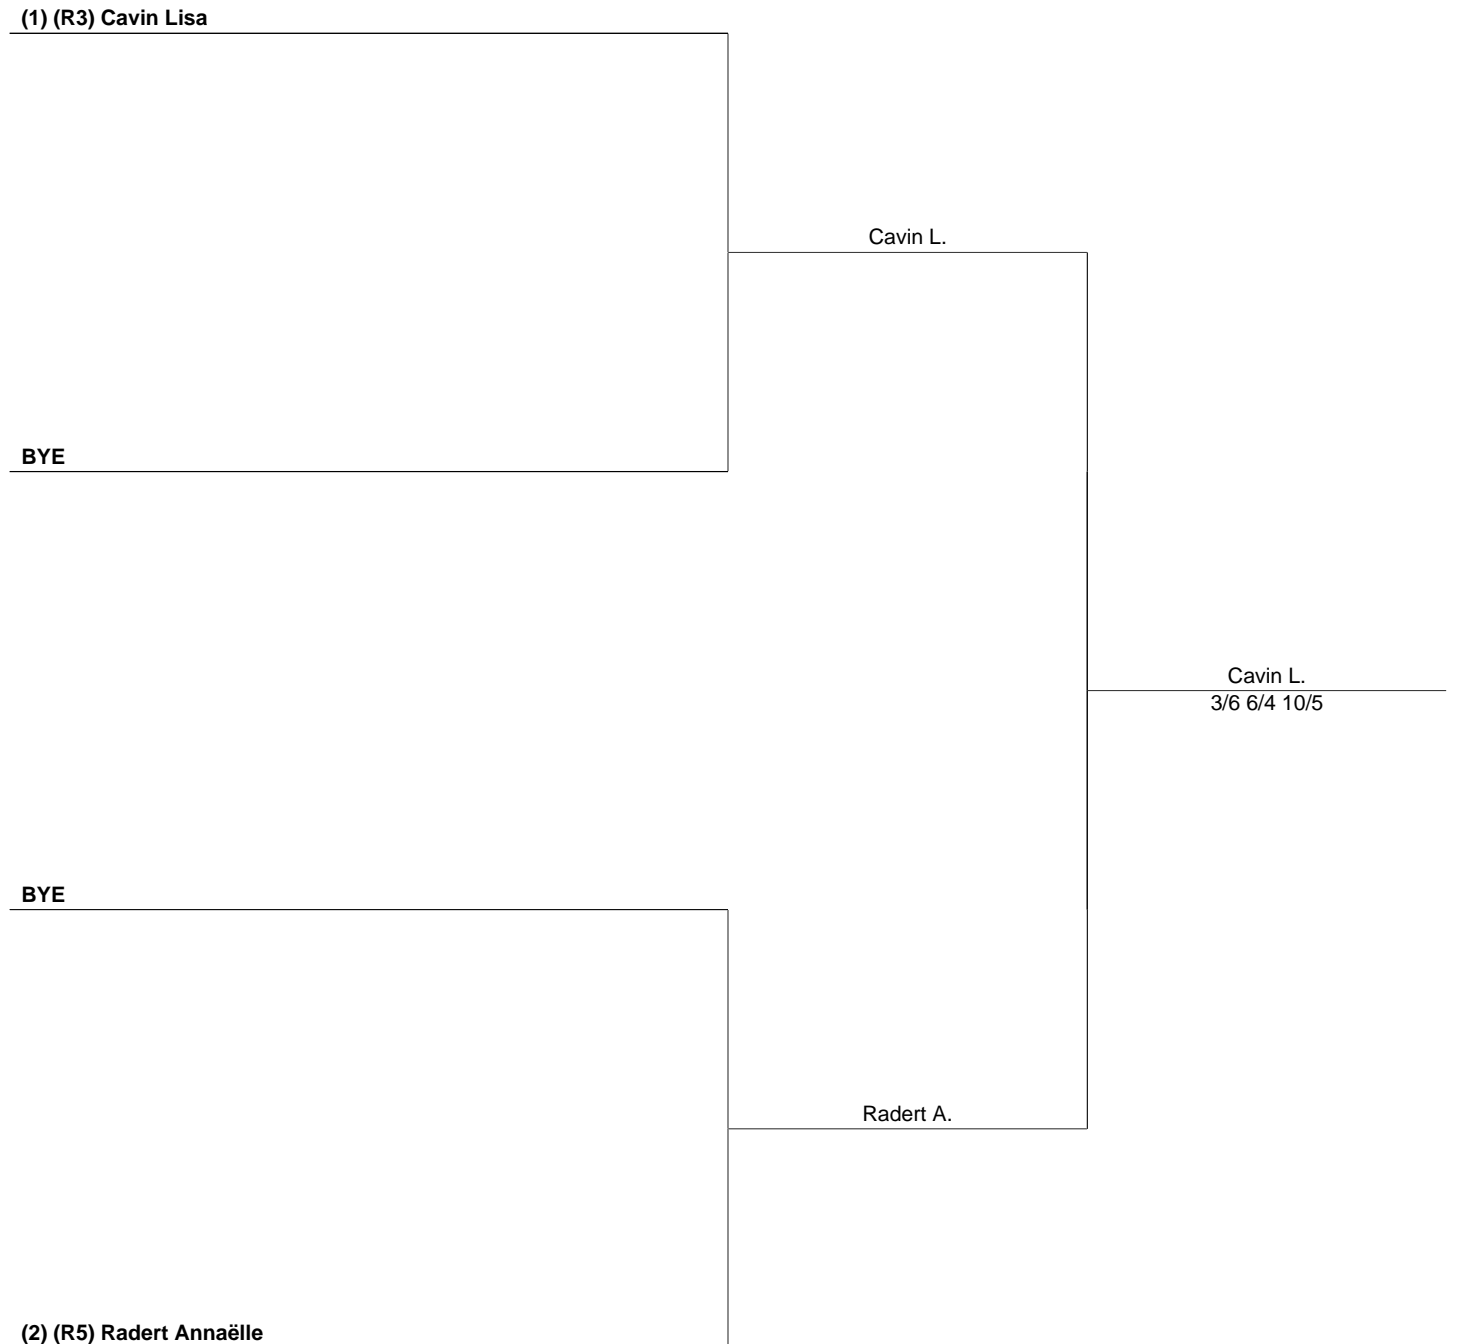 (1) (R3) Cavin Lisa
Cavin L.
BYE
Cavin L.
3/6 6/4 10/5
BYE
Radert A.
(2) (R5) Radert Annaëlle